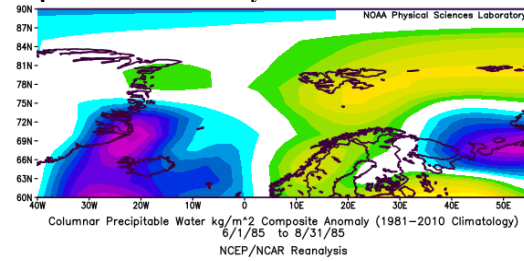 90N
NOAA Physical Sciences Laboratory
87N
84N
81N
78N
75N
72N
69N
66N
63N
60N
40W 30W 20W 10W 0 10E 20E 30E 40E 50E
Columnar Precipitable Water kg/m^2 Composite Anomaly (1981-2010 Climatology)
6/1/85 to 8/31/85
NCEP/NCAR Reanalysis